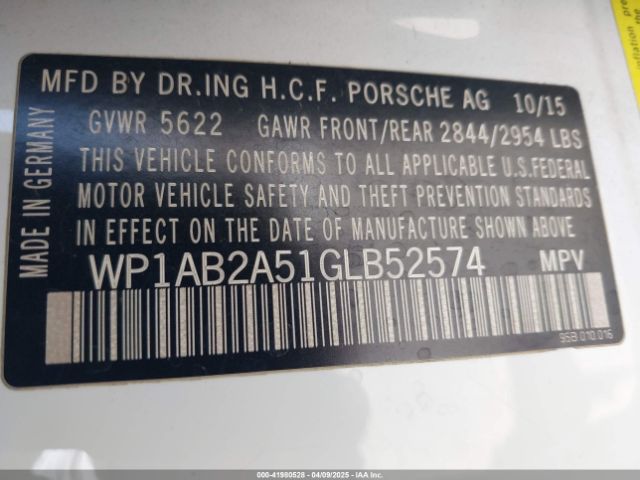 MFD BY DR.ING H.C.F. PORSCHE AG 10/15
GVWR 5622 GAWR FRONT/REAR 2844/2954 LBS
THIS VEHICLE CONFORMS TO ALL APPLICABLE U.S.FEDERAL
MOTOR VEHICLE SAFETY AND THEFT PREVENTION STANDARDS
IN EFFECT ON THE DATE OF MANUFACTURE SHOWN ABOVE
WP1AB2A51GLB52574 MPV
MADE IN GERMANY
95B.010.016
000-41980528 - 04/09/2025 - IAA Inc.